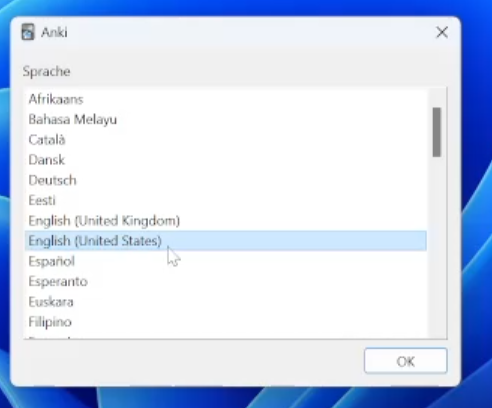 Anki
Sprache
Afrikaans
Bahasa Melayu
Català
Dansk
Deutsch
Eesti
English (United Kingdom)
English (United States)
Español
Esperanto
Euskara
Filipino
OK